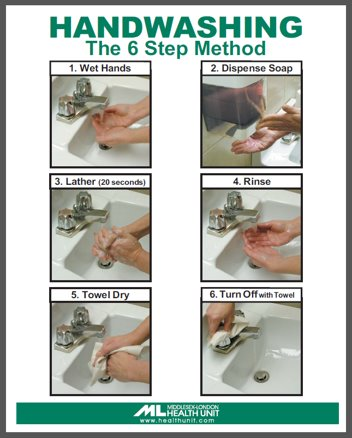 HANDWASHING
The 6 Step Method
1. Wet Hands
2. Dispense Soap
3. Lather (20 seconds)
4. Rinse
5. Towel Dry
6. Turn Off with Towel
ML MIDDLESEX-LONDON
HEALTH UNIT
www.healthunit.com